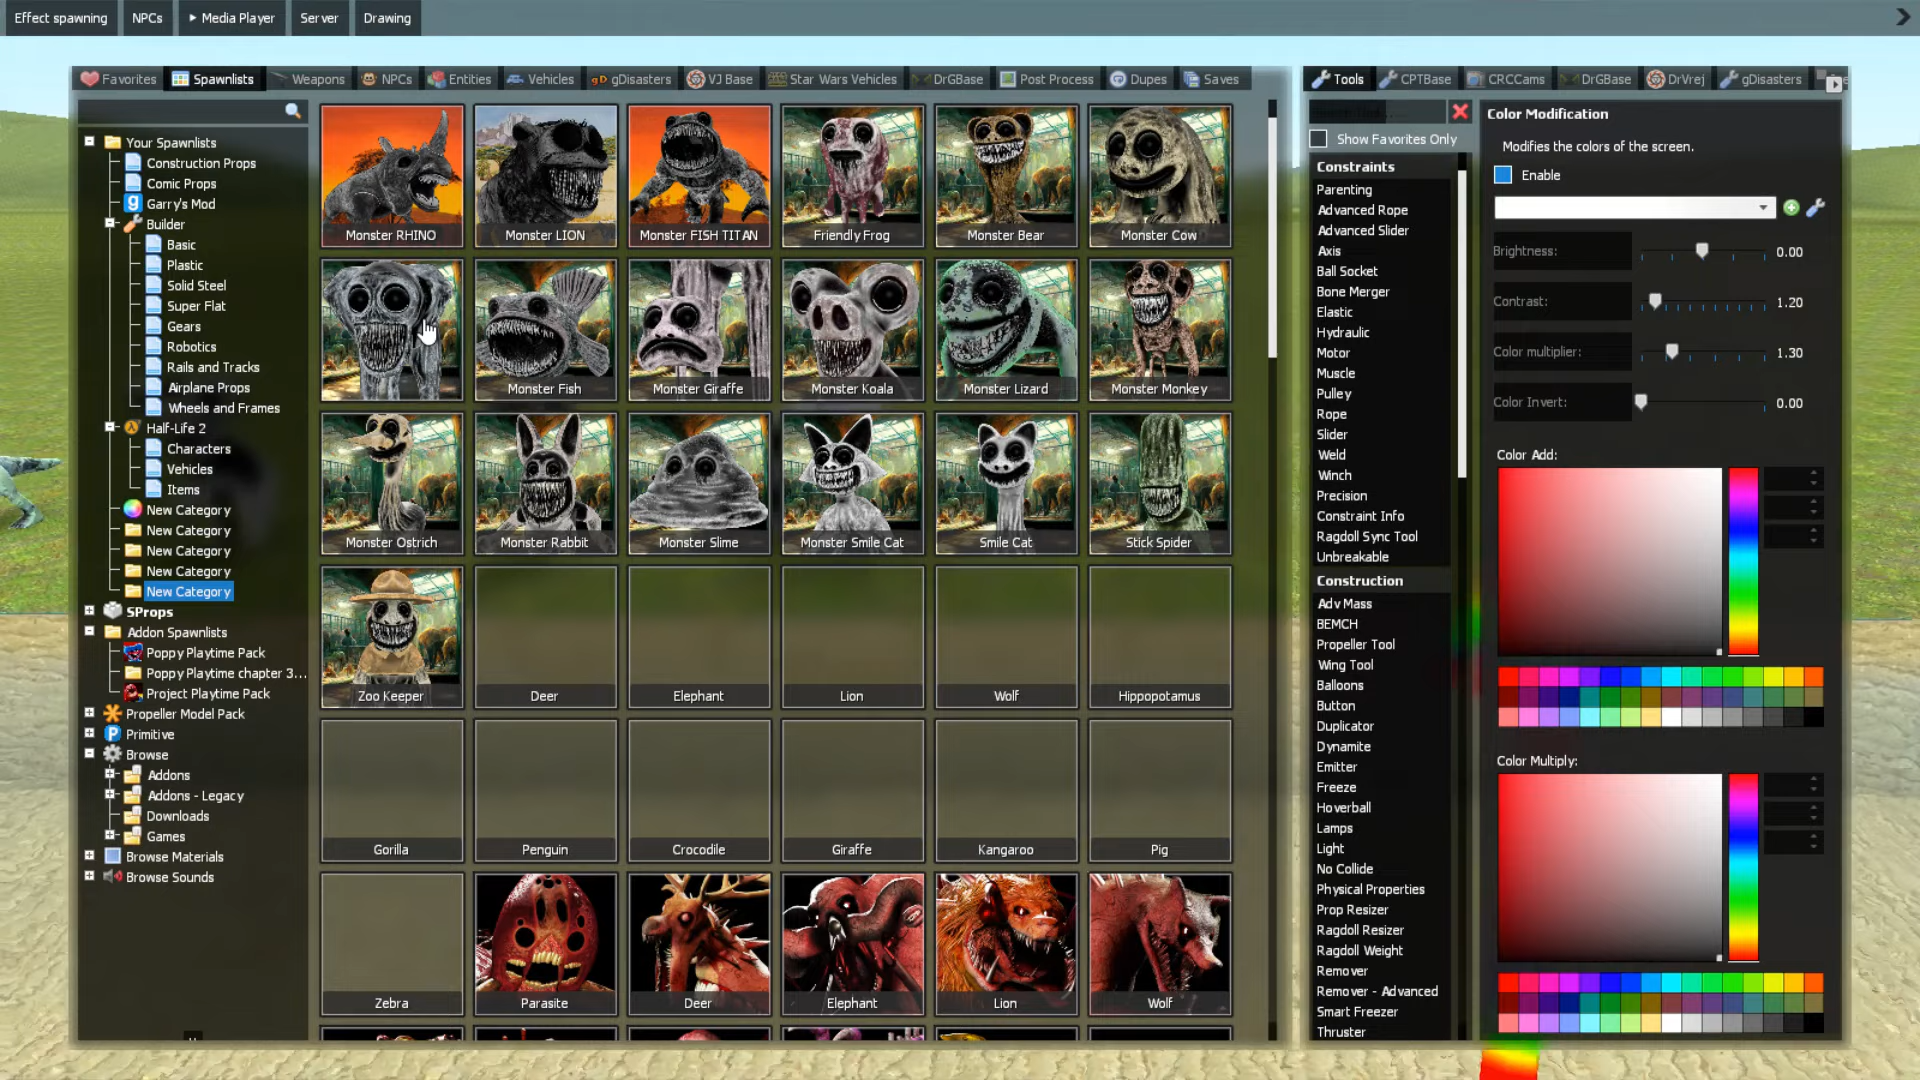 Effect spawning
NPCs
Media Player
Server
Drawing
Favorites
Spawnlists
Weapons
NPCs
Entities
Vehicles
gDisasters
VJ Base
Star Wars Vehicles
DrGBase
Post Process
Dupes
Saves
Tools
CPTBase
CRCCams
DrGBase
DrVrej
gDisasters
Your Spawnlists
Construction Props
Comic Props
Garry's Mod
Builder
Basic
Plastic
Solid Steel
Super Flat
Gears
Robotics
Rails and Tracks
Airplane Props
Wheels and Frames
Half-Life 2
Characters
Vehicles
Items
New Category
New Category
New Category
New Category
New Category
SProps
Addon Spawnlists
Poppy Playtime Pack
Poppy Playtime chapter 3...
Project Playtime Pack
Propeller Model Pack
Primitive
Browse
Addons
Addons - Legacy
Downloads
Games
Browse Materials
Browse Sounds
Monster RHINO
Monster LION
Monster FISH TITAN
Friendly Frog
Monster Bear
Monster Cow
Monster Fish
Monster Giraffe
Monster Koala
Monster Lizard
Monster Monkey
Monster Ostrich
Monster Rabbit
Monster Slime
Monster Smile Cat
Smile Cat
Stick Spider
Zoo Keeper
Deer
Elephant
Lion
Wolf
Hippopotamus
Gorilla
Penguin
Crocodile
Giraffe
Kangaroo
Pig
Zebra
Parasite
Deer
Elephant
Lion
Wolf
Show Favorites Only
Constraints
Parenting
Advanced Rope
Advanced Slider
Axis
Ball Socket
Bone Merger
Elastic
Hydraulic
Motor
Muscle
Pulley
Rope
Slider
Weld
Winch
Precision
Constraint Info
Ragdoll Sync Tool
Unbreakable
Construction
Adv Mass
BEMCH
Propeller Tool
Wing Tool
Balloons
Button
Duplicator
Dynamite
Emitter
Freeze
Hoverball
Lamps
Light
No Collide
Physical Properties
Prop Resizer
Ragdoll Resizer
Ragdoll Weight
Remover
Remover - Advanced
Smart Freezer
Thruster
Color Modification
Modifies the colors of the screen.
Enable
Brightness: 0.00
Contrast: 1.20
Color multiplier: 1.30
Color Invert: 0.00
Color Add:
Color Multiply: